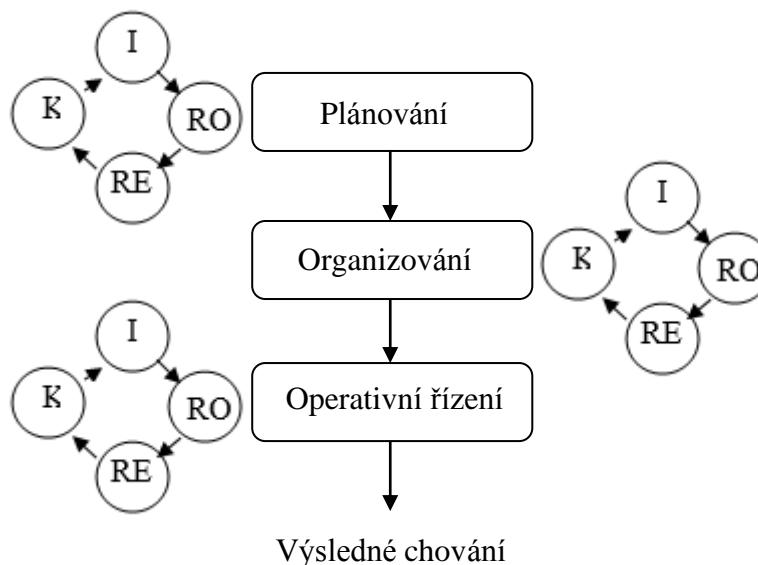 I
K
RO
RE
Plánování
I
K
RO
RE
Organizování
I
K
RO
RE
Operativní řízení
Výsledné chování